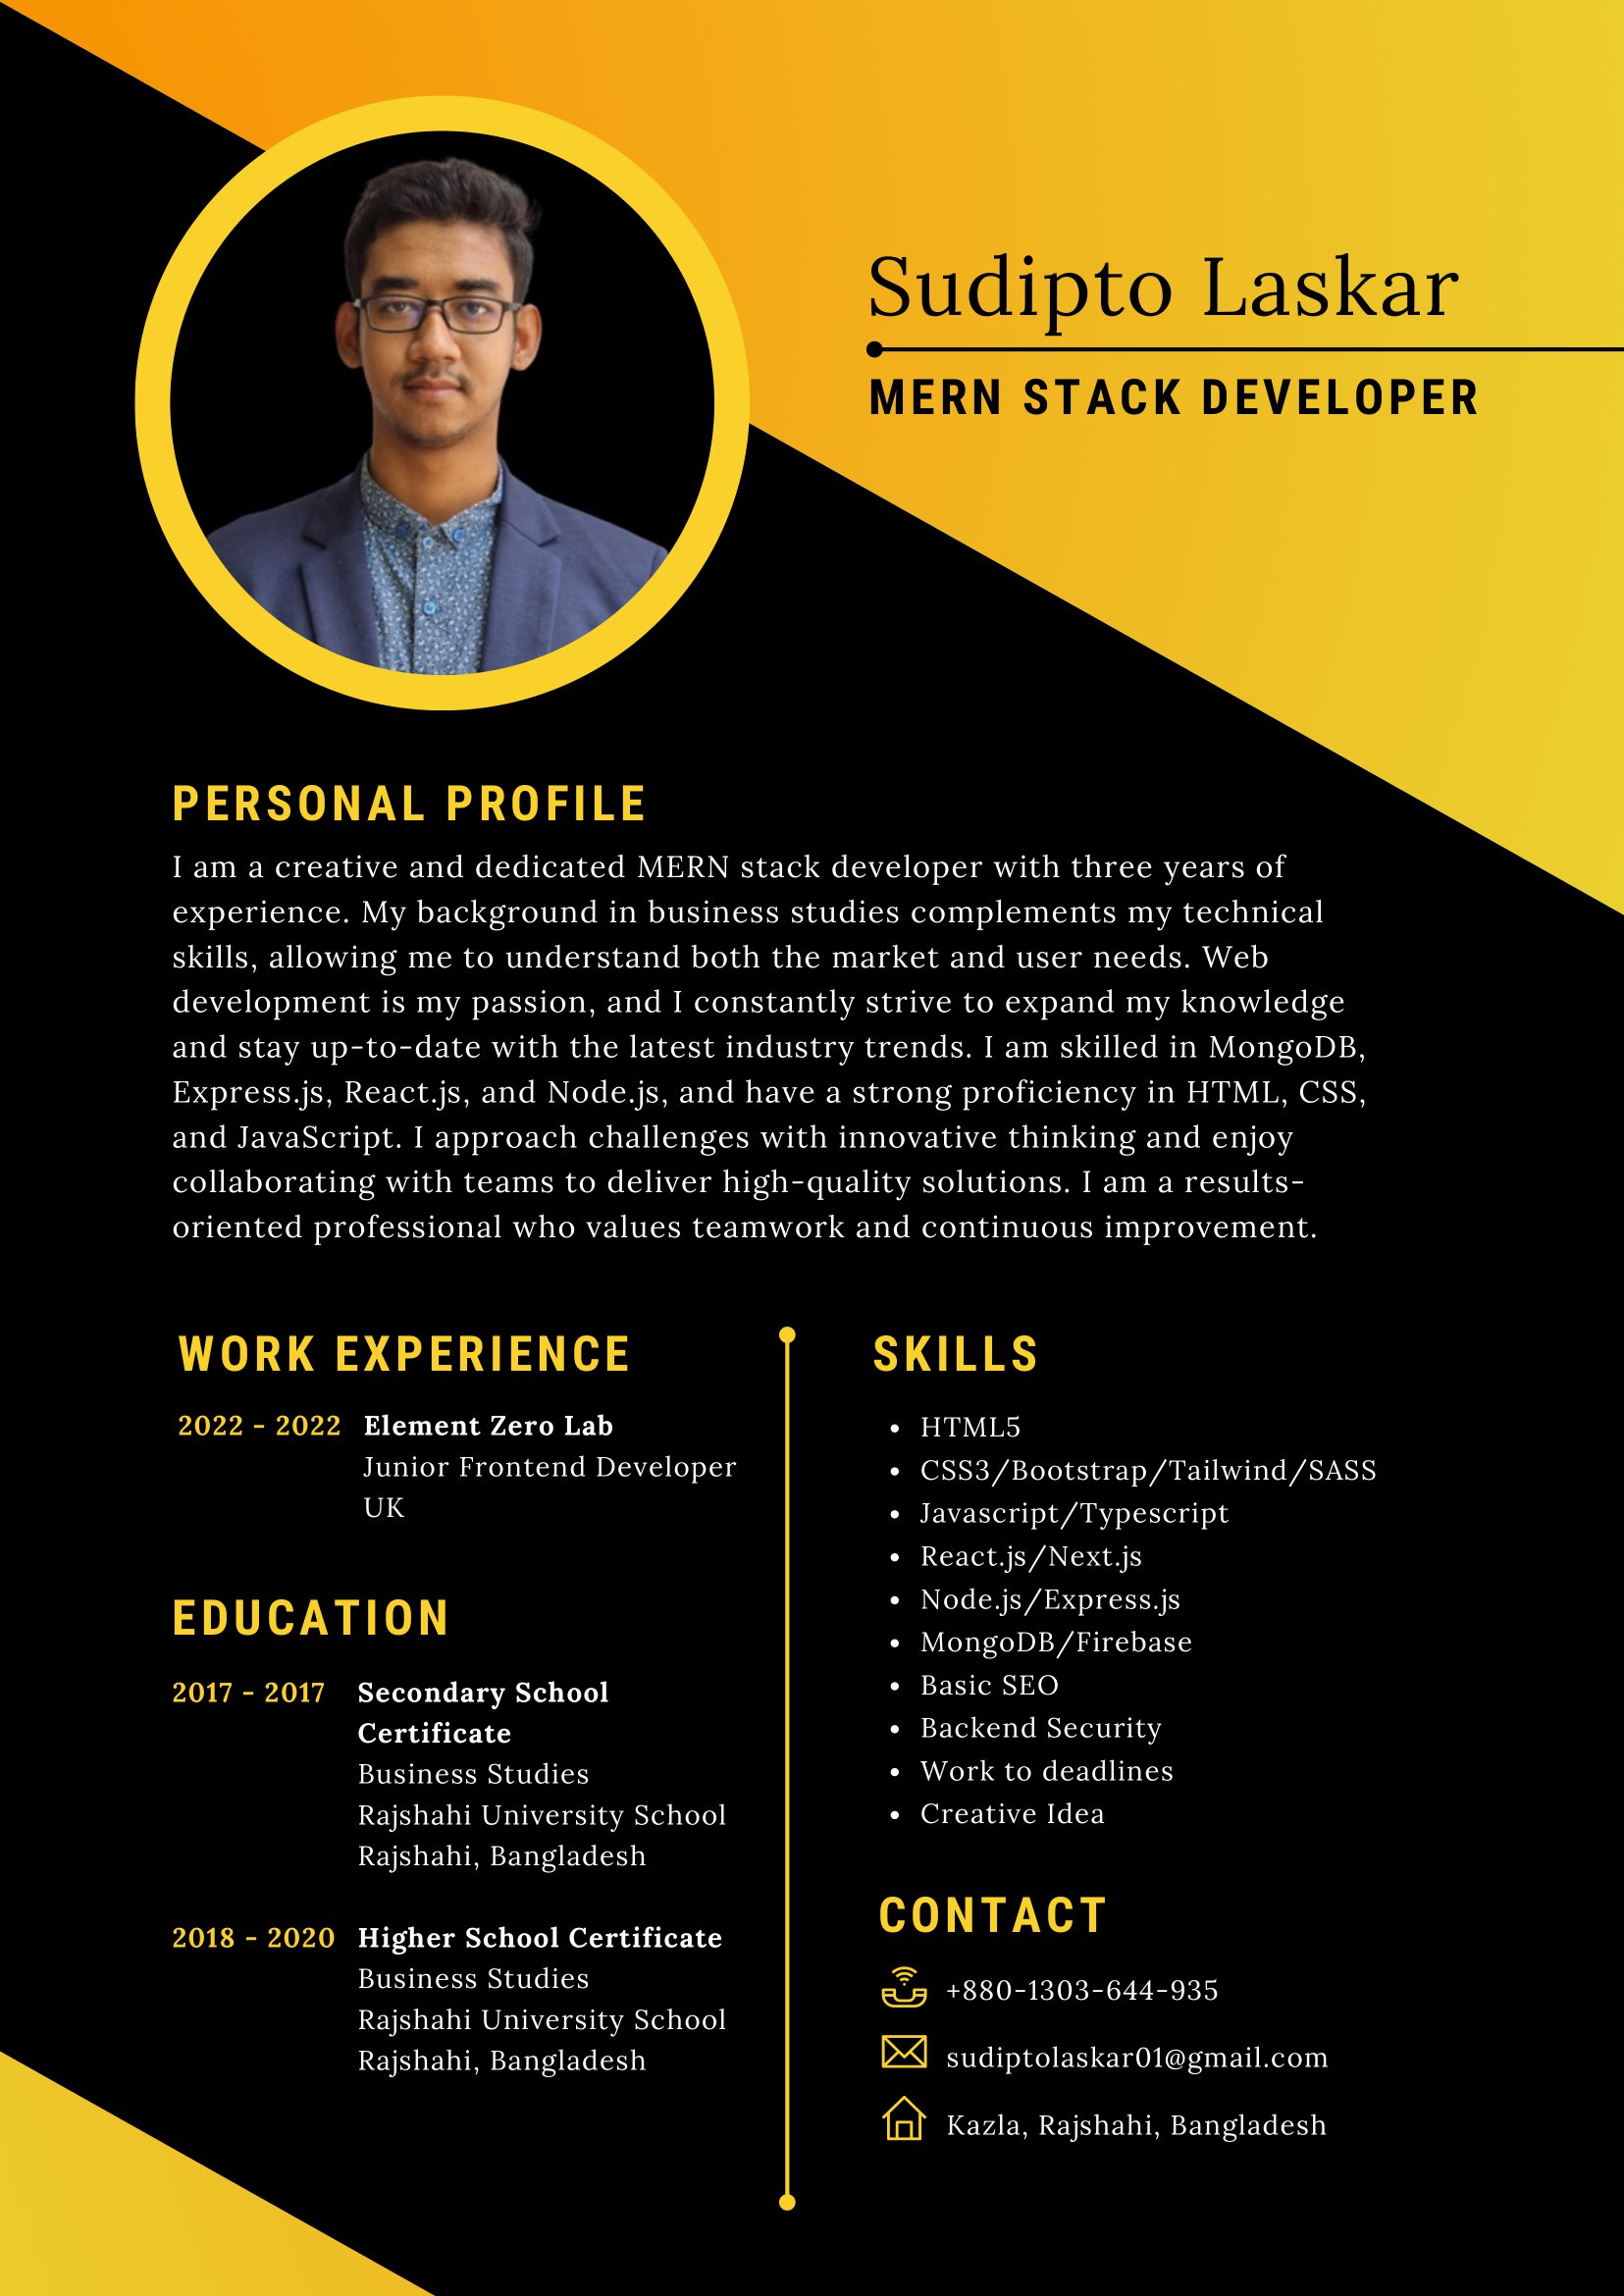 Sudipto Laskar
MERN STACK DEVELOPER
PERSONAL PROFILE
I am a creative and dedicated MERN stack developer with three years of
experience. My background in business studies complements my technical
skills, allowing me to understand both the market and user needs. Web
development is my passion, and I constantly strive to expand my knowledge
and stay up-to-date with the latest industry trends. I am skilled in MongoDB,
Express.js, React.js, and Node.js, and have a strong proficiency in HTML, CSS,
and JavaScript. I approach challenges with innovative thinking and enjoy
collaborating with teams to deliver high-quality solutions. I am a results-
oriented professional who values teamwork and continuous improvement.
WORK EXPERIENCE
2022 - 2022 Element Zero Lab
Junior Frontend Developer
UK
EDUCATION
2017 - 2017 Secondary School
Certificate
Business Studies
Rajshahi University School
Rajshahi, Bangladesh
2018 - 2020 Higher School Certificate
Business Studies
Rajshahi University School
Rajshahi, Bangladesh
SKILLS
• HTML5
• CSS3/Bootstrap/Tailwind/SASS
• Javascript/Typescript
• React.js/Next.js
• Node.js/Express.js
• MongoDB/Firebase
• Basic SEO
• Backend Security
• Work to deadlines
• Creative Idea
CONTACT
+880-1303-644-935
sudiptolaskar01@gmail.com
Kazla, Rajshahi, Bangladesh